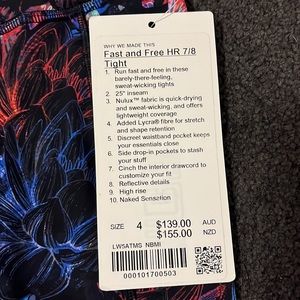 WHY WE MADE THIS
Fast and Free HR 7/8
Tight
1. Run fast and free in these
barely-there-feeling,
sweat-wicking tights
2. 25" inseam
3. Nulux™ fabric is quick-drying
and sweat-wicking, and offers
lightweight coverage
4. Added Lycra® fibre for stretch
and shape retention
5. Discreet waistband pocket keeps
your essentials close
6. Side drop-in pockets to stash
your stuff
7. Cinch the interior drawcord to
customize your fit
8. Reflective details
9. High rise
10. Naked Sensation
SIZE 4 $139.00 AUD
$155.00 NZD
LW5ATMS NBMI
000101700503